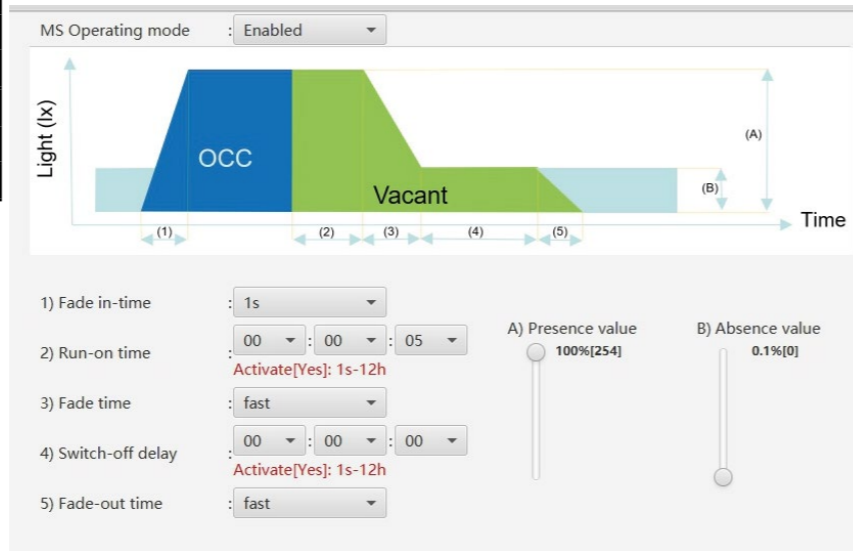 MS Operating mode : Enabled
Light (lx)
OCC
Vacant
(A)
(B)
Time
(1) (2) (3) (4) (5)
1) Fade in-time : 1s
2) Run-on time : 00 : 00 : 05
Activate[Yes]: 1s-12h
3) Fade time : fast
4) Switch-off delay : 00 : 00 : 00
Activate[Yes]: 1s-12h
5) Fade-out time : fast
A) Presence value
100%[254]
B) Absence value
0.1%[0]